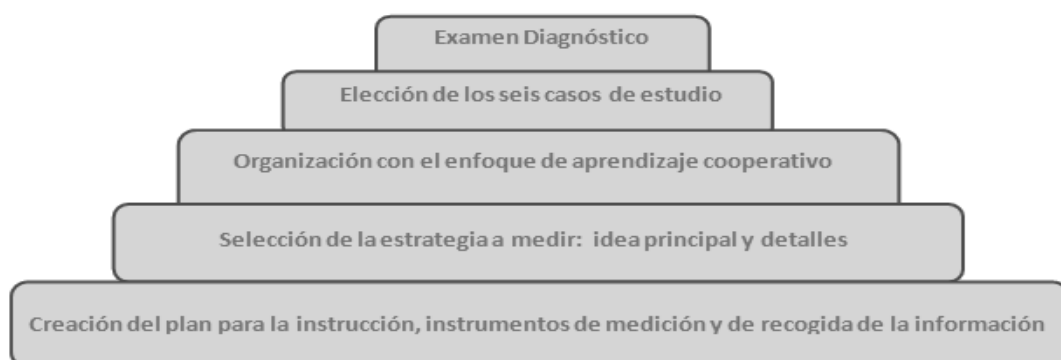 Examen Diagnóstico
Elección de los seis casos de estudio
Organización con el enfoque de aprendizaje cooperativo
Selección de la estrategia a medir: idea principal y detalles
Creación del plan para la instrucción, instrumentos de medición y de recogida de la información